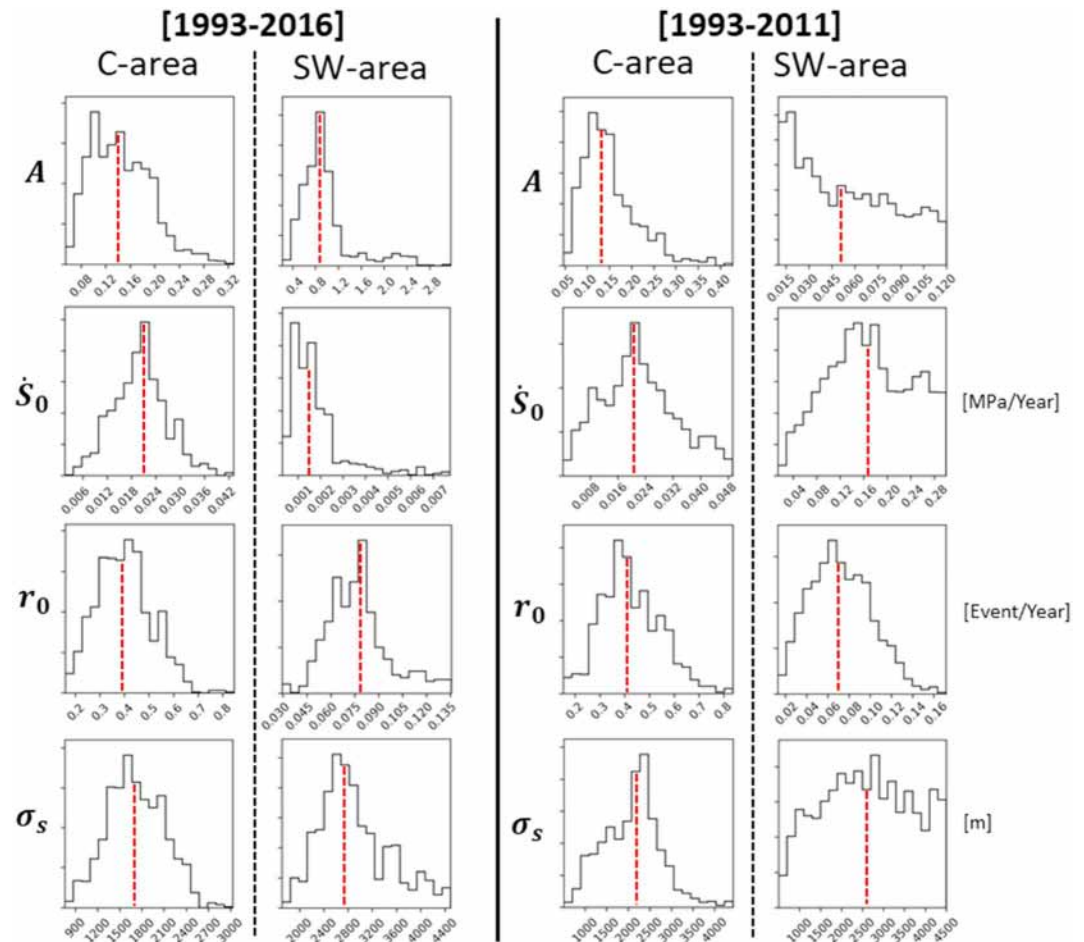 [1993-2016] [1993-2011]
C-area SW-area C-area SW-area
A A
0.08 0.12 0.16 0.20 0.24 0.28 0.32 0.4 0.8 1.2 1.6 2.0 2.4 2.8 0.05 0.10 0.15 0.20 0.25 0.30 0.35 0.40 0.015 0.030 0.045 0.060 0.075 0.090 0.105 0.120
Ṡ₀ Ṡ₀ [MPa/Year]
0.006 0.012 0.018 0.024 0.030 0.036 0.042 0.001 0.002 0.003 0.004 0.005 0.006 0.007 0.008 0.016 0.024 0.032 0.040 0.048 0.04 0.08 0.12 0.16 0.20 0.24 0.28
r₀ r₀ [Event/Year]
0.2 0.3 0.4 0.5 0.6 0.7 0.8 0.030 0.045 0.060 0.075 0.090 0.105 0.120 0.135 0.2 0.3 0.4 0.5 0.6 0.7 0.8 0.02 0.04 0.06 0.08 0.10 0.12 0.14 0.16
σₛ σₛ [m]
900 1200 1500 1800 2100 2400 2700 3000 2000 2400 2800 3200 3600 4000 4400 1000 1500 2000 2500 3000 3500 4000 1000 1500 2000 2500 3000 3500 4000 4500